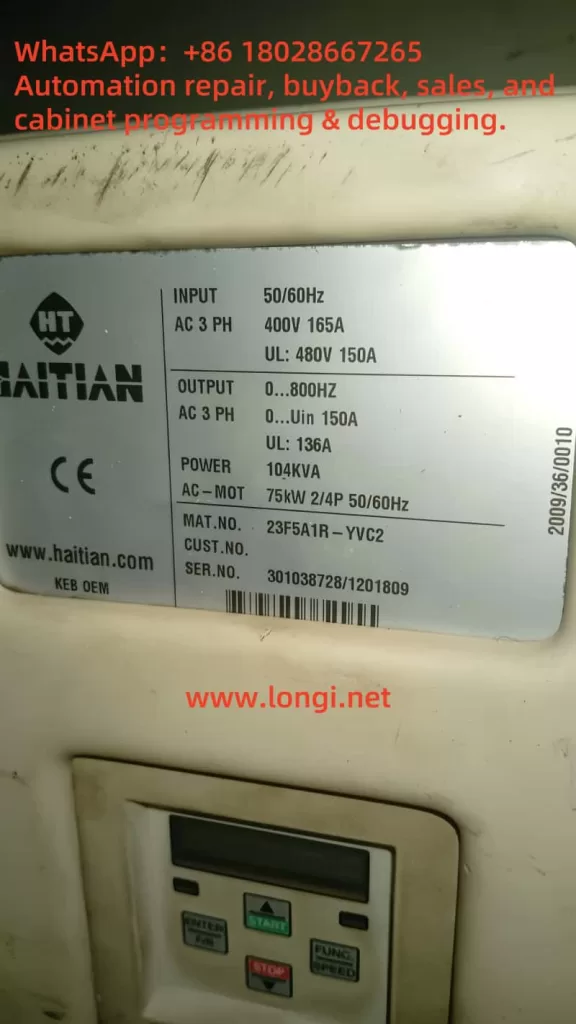 WhatsApp：+86 18028667265
Automation repair, buyback, sales, and
cabinet programming & debugging.
HT
HAITIAN
CE
www.haitian.com
KEB OEM
INPUT 50/60Hz
AC 3 PH 400V 165A
UL: 480V 150A
OUTPUT 0...800HZ
AC 3 PH 0...Uin 150A
UL: 136A
POWER 104KVA
AC-MOT 75kW 2/4P 50/60Hz
MAT.NO. 23F5A1R-YVC2
CUST.NO.
SER.NO. 301038728/1201809
2009/36/0010
www.longi.net
START
ENTER
F/R
FUNC.
SPEED
STOP